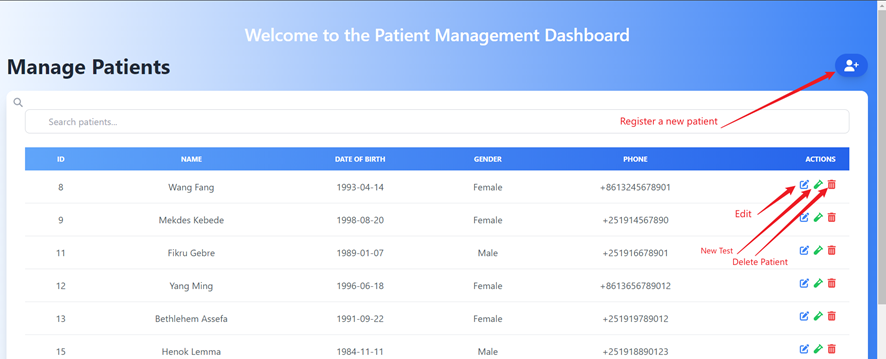 Welcome to the Patient Management Dashboard
Manage Patients
Register a new patient
Search patients...
ID NAME DATE OF BIRTH GENDER PHONE ACTIONS
8 Wang Fang 1993-04-14 Female +8613245678901
Edit
9 Mekdes Kebede 1998-08-20 Female +251914567890
New Test
11 Fikru Gebre 1989-01-07 Male +251916678901
Delete Patient
12 Yang Ming 1996-06-18 Female +8613656789012
13 Bethlehem Assefa 1991-09-22 Female +251919789012
15 Henok Lemma 1984-11-11 Male +251918890123